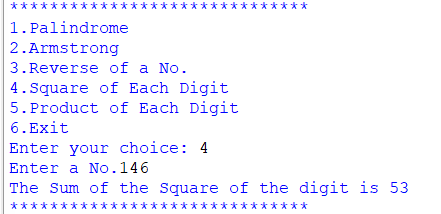 ******************************
1.Palindrome
2.Armstrong
3.Reverse of a No.
4.Square of Each Digit
5.Product of Each Digit
6.Exit
Enter your choice: 4
Enter a No.146
The Sum of the Square of the digit is 53
******************************